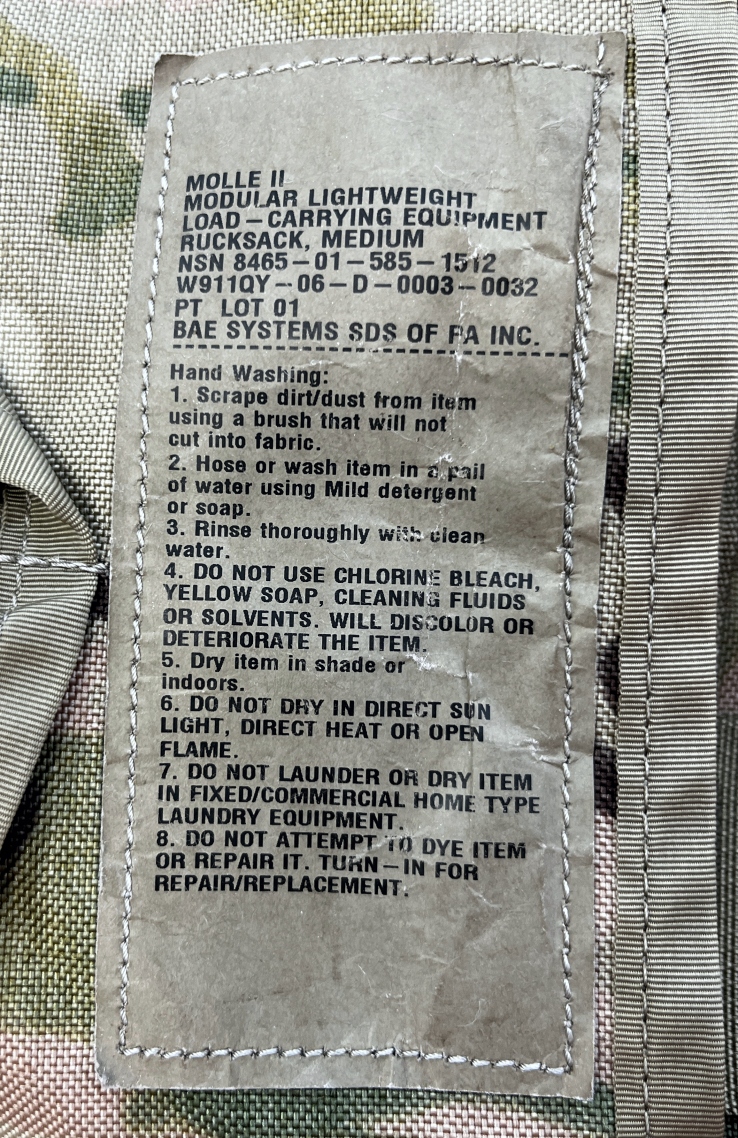 MOLLE II
MODULAR LIGHTWEIGHT
LOAD–CARRYING EQUIPMENT
RUCKSACK, MEDIUM
NSN 8465–01–585–1512
W911QY–06–D–0003–0032
PT LOT 01
BAE SYSTEMS SDS OF PA INC.
Hand Washing:
1. Scrape dirt/dust from item
using a brush that will not
cut into fabric.
2. Hose or wash item in a pail
of water using Mild detergent
or soap.
3. Rinse thoroughly with clean
water.
4. DO NOT USE CHLORINE BLEACH,
YELLOW SOAP, CLEANING FLUIDS
OR SOLVENTS. WILL DISCOLOR OR
DETERIORATE THE ITEM.
5. Dry item in shade or
indoors.
6. DO NOT DRY IN DIRECT SUN
LIGHT, DIRECT HEAT OR OPEN
FLAME.
7. DO NOT LAUNDER OR DRY ITEM
IN FIXED/COMMERCIAL HOME TYPE
LAUNDRY EQUIPMENT.
8. DO NOT ATTEMPT TO DYE ITEM
OR REPAIR IT. TURN–IN FOR
REPAIR/REPLACEMENT.